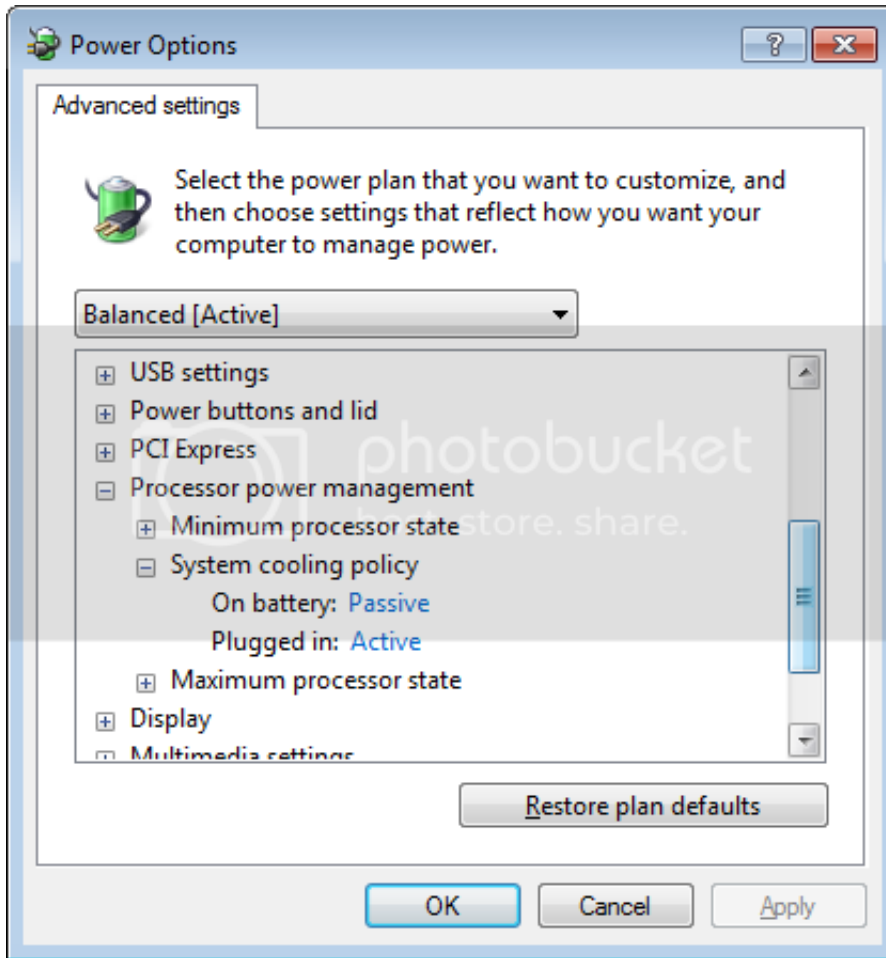 Power Options
Advanced settings
Select the power plan that you want to customize, and
then choose settings that reflect how you want your
computer to manage power.
Balanced [Active]
USB settings
Power buttons and lid
PCI Express
photobucket
Processor power management
Minimum processor state
best. store. share.
System cooling policy
On battery: Passive
Plugged in: Active
Maximum processor state
Display
Multimedia settings
Restore plan defaults
OK Cancel Apply